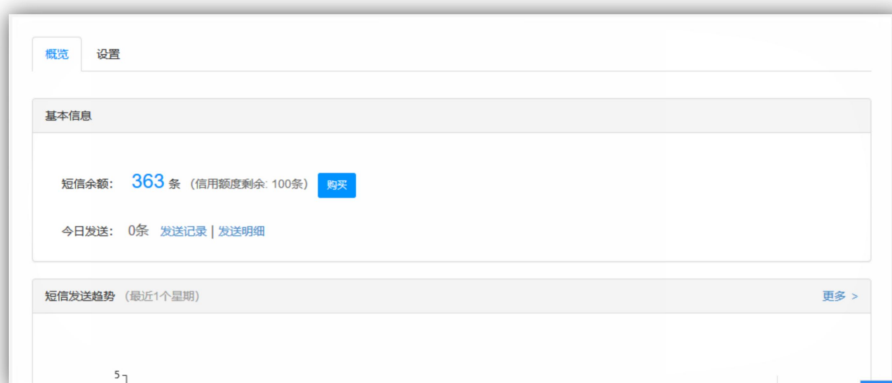 概览 设置
基本信息
短信余额： 363 条 （信用额度剩余: 100条） 购买
今日发送： 0条 发送记录 | 发送明细
短信发送趋势 （最近1个星期） 更多 >
5